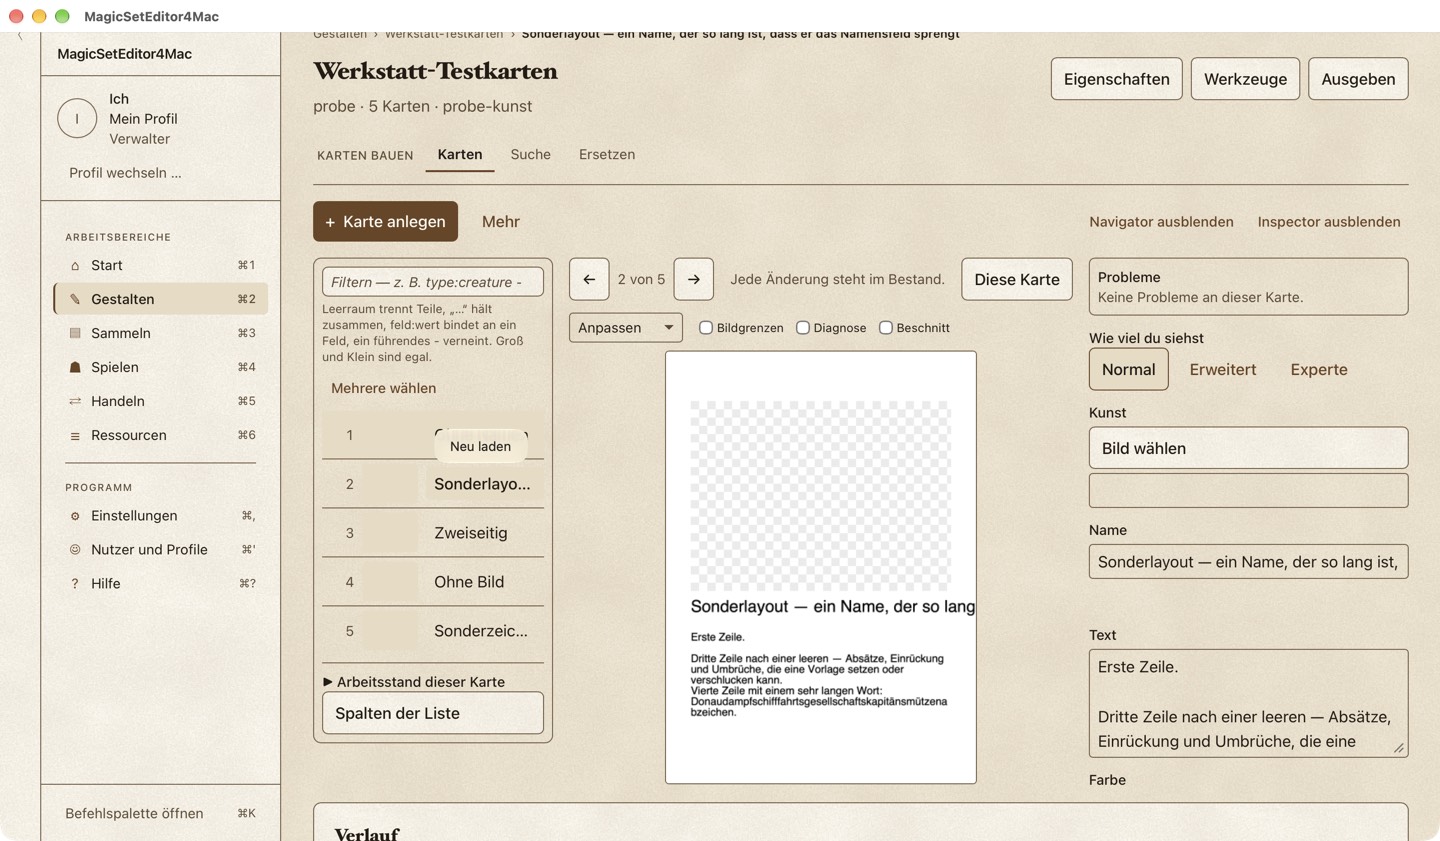 MagicSetEditor4Mac
MagicSetEditor4Mac
I
Ich
Mein Profil
Verwalter
Profil wechseln ...
ARBEITSBEREICHE
Start ⌘1
Gestalten ⌘2
Sammeln ⌘3
Spielen ⌘4
Handeln ⌘5
Ressourcen ⌘6
PROGRAMM
Einstellungen ⌘,
Nutzer und Profile ⌘'
? Hilfe ⌘?
Befehlspalette öffnen ⌘K
Gestalten › Werkstatt-Testkarten › Sonderlayout — ein Name, der so lang ist, dass er das Namensfeld sprengt
Werkstatt-Testkarten
probe · 5 Karten · probe-kunst
Eigenschaften
Werkzeuge
Ausgeben
KARTEN BAUEN Karten Suche Ersetzen
+ Karte anlegen
Mehr
Navigator ausblenden
Inspector ausblenden
Filtern — z. B. type:creature -
Leerraum trennt Teile, „…“ hält
zusammen, feld:wert bindet an ein
Feld, ein führendes - verneint. Groß
und Klein sind egal.
Mehrere wählen
1
Neu laden
2 Sonderlayo...
3 Zweiseitig
4 Ohne Bild
5 Sonderzeic...
▶ Arbeitsstand dieser Karte
Spalten der Liste
← 2 von 5 →
Jede Änderung steht im Bestand.
Diese Karte
Anpassen
Bildgrenzen
Diagnose
Beschnitt
Sonderlayout — ein Name, der so lang
Erste Zeile.
Dritte Zeile nach einer leeren — Absätze, Einrückung
und Umbrüche, die eine Vorlage setzen oder
verschlucken kann.
Vierte Zeile mit einem sehr langen Wort:
Donaudampfschifffahrtsgesellschaftskapitänsmützena
bzeichen.
Probleme
Keine Probleme an dieser Karte.
Wie viel du siehst
Normal
Erweitert
Experte
Kunst
Bild wählen
Name
Sonderlayout — ein Name, der so lang ist,
Text
Erste Zeile.
Dritte Zeile nach einer leeren — Absätze,
Einrückung und Umbrüche, die eine
Farbe
Verlauf